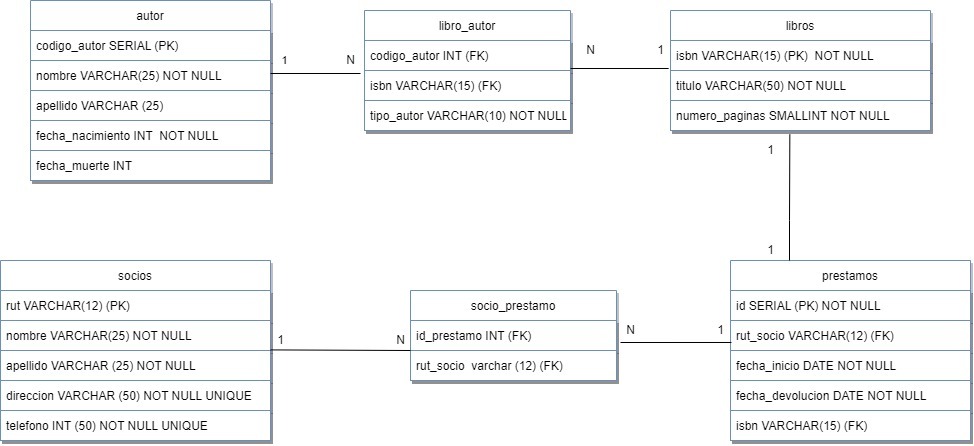 autor
codigo_autor SERIAL (PK)
nombre VARCHAR(25) NOT NULL
apellido VARCHAR (25)
fecha_nacimiento INT  NOT NULL
fecha_muerte INT
1
N
libro_autor
codigo_autor INT (FK)
isbn VARCHAR(15) (FK)
tipo_autor VARCHAR(10) NOT NULL
N
1
libros
isbn VARCHAR(15) (PK)  NOT NULL
titulo VARCHAR(50) NOT NULL
numero_paginas SMALLINT NOT NULL
1
1
socios
rut VARCHAR(12) (PK)
nombre VARCHAR(25) NOT NULL
apellido VARCHAR (25) NOT NULL
direccion VARCHAR (50) NOT NULL UNIQUE
telefono INT (50) NOT NULL UNIQUE
1
N
socio_prestamo
id_prestamo INT (FK)
rut_socio  varchar (12) (FK)
N
1
prestamos
id SERIAL (PK) NOT NULL
rut_socio VARCHAR(12) (FK)
fecha_inicio DATE NOT NULL
fecha_devolucion DATE NOT NULL
isbn VARCHAR(15) (FK)